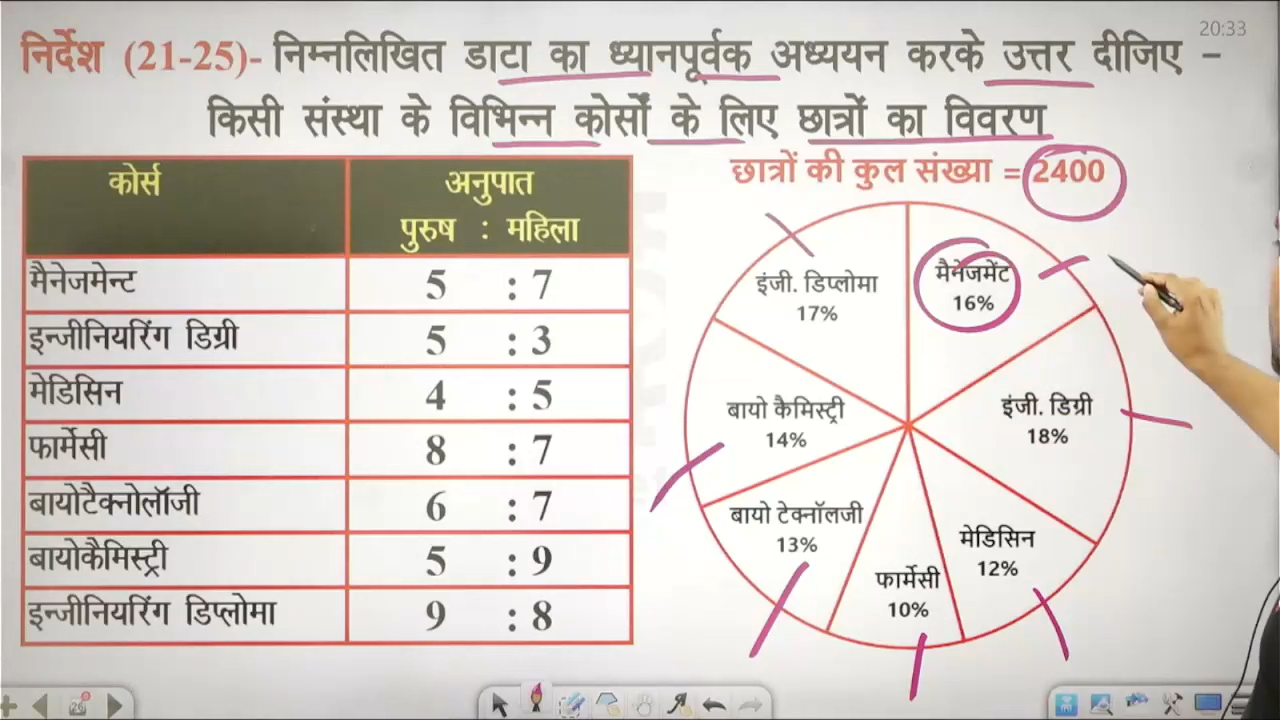 20:33
निर्देश (21-25)- निम्नलिखित डाटा का ध्यानपूर्वक अध्ययन करके उत्तर दीजिए –
किसी संस्था के विभिन्न कोर्सों के लिए छात्रों का विवरण
कोर्स अनुपात
पुरुष : महिला
मैनेजमेन्ट 5 : 7
इन्जीनियरिंग डिग्री 5 : 3
मेडिसिन 4 : 5
फार्मेसी 8 : 7
बायोटैक्नोलॉजी 6 : 7
बायोकैमिस्ट्री 5 : 9
इन्जीनियरिंग डिप्लोमा 9 : 8
छात्रों की कुल संख्या = 2400
मैनेजमेंट
16%
इंजी. डिग्री
18%
मेडिसिन
12%
फार्मेसी
10%
बायो टेक्नॉलजी
13%
बायो कैमिस्ट्री
14%
इंजी. डिप्लोमा
17%
26